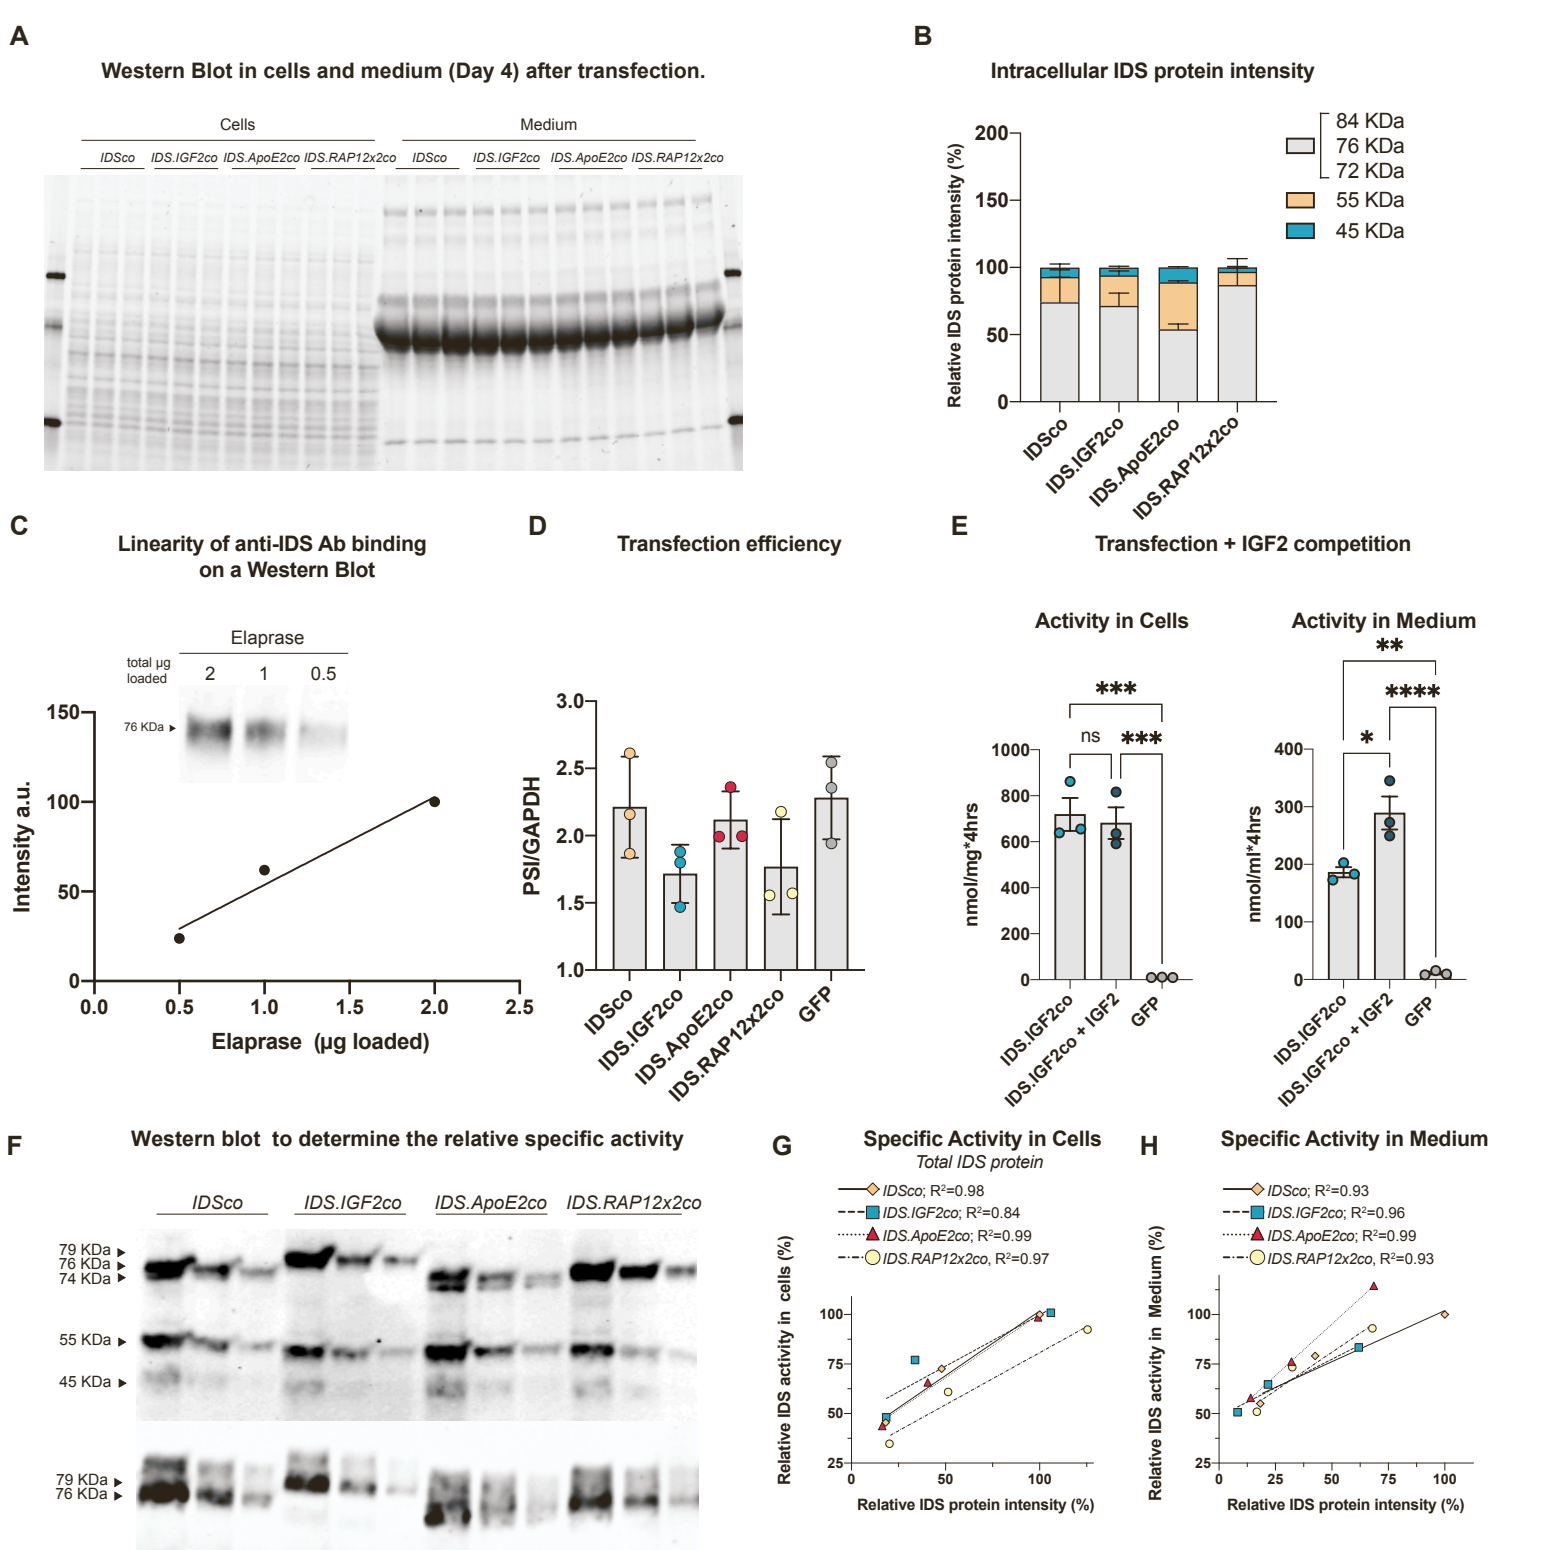 A
Western Blot in cells and medium (Day 4) after transfection.
Cells
Medium
IDSco IDS.IGF2co IDS.ApoE2co IDS.RAP12x2co IDSco IDS.IGF2co IDS.ApoE2co IDS.RAP12x2co
B
Intracellular IDS protein intensity
Relative IDS protein intensity (%)
200
150
100
50
0
IDSco
IDS.IGF2co
IDS.ApoE2co
IDS.RAP12x2co
84 KDa
76 KDa
72 KDa
55 KDa
45 KDa
C
Linearity of anti-IDS Ab binding
on a Western Blot
Elaprase
total µg
loaded
2 1 0.5
76 KDa
Intensity a.u.
150
100
50
0
0.0 0.5 1.0 1.5 2.0 2.5
Elaprase (µg loaded)
D
Transfection efficiency
PSI/GAPDH
3.0
2.5
2.0
1.5
1.0
IDSco
IDS.IGF2co
IDS.ApoE2co
IDS.RAP12x2co
GFP
E
Transfection + IGF2 competition
Activity in Cells
***
ns ***
nmol/mg*4hrs
1000
800
600
400
200
0
IDS.IGF2co
IDS.IGF2co + IGF2
GFP
Activity in Medium
**
****
*
nmol/ml*4hrs
400
300
200
100
0
IDS.IGF2co
IDS.IGF2co + IGF2
GFP
F
Western blot to determine the relative specific activity
IDSco IDS.IGF2co IDS.ApoE2co IDS.RAP12x2co
79 KDa
76 KDa
74 KDa
55 KDa
45 KDa
79 KDa
76 KDa
G
Specific Activity in Cells
Total IDS protein
IDSco; R²=0.98
IDS.IGF2co; R²=0.84
IDS.ApoE2co; R²=0.99
IDS.RAP12x2co, R²=0.97
Relative IDS activity in cells (%)
100
75
50
25
0 50 100
Relative IDS protein intensity (%)
H
Specific Activity in Medium
IDSco; R²=0.93
IDS.IGF2co; R²=0.96
IDS.ApoE2co; R²=0.99
IDS.RAP12x2co, R²=0.93
Relative IDS activity in Medium (%)
100
75
50
25
0 25 50 75 100
Relative IDS protein intensity (%)